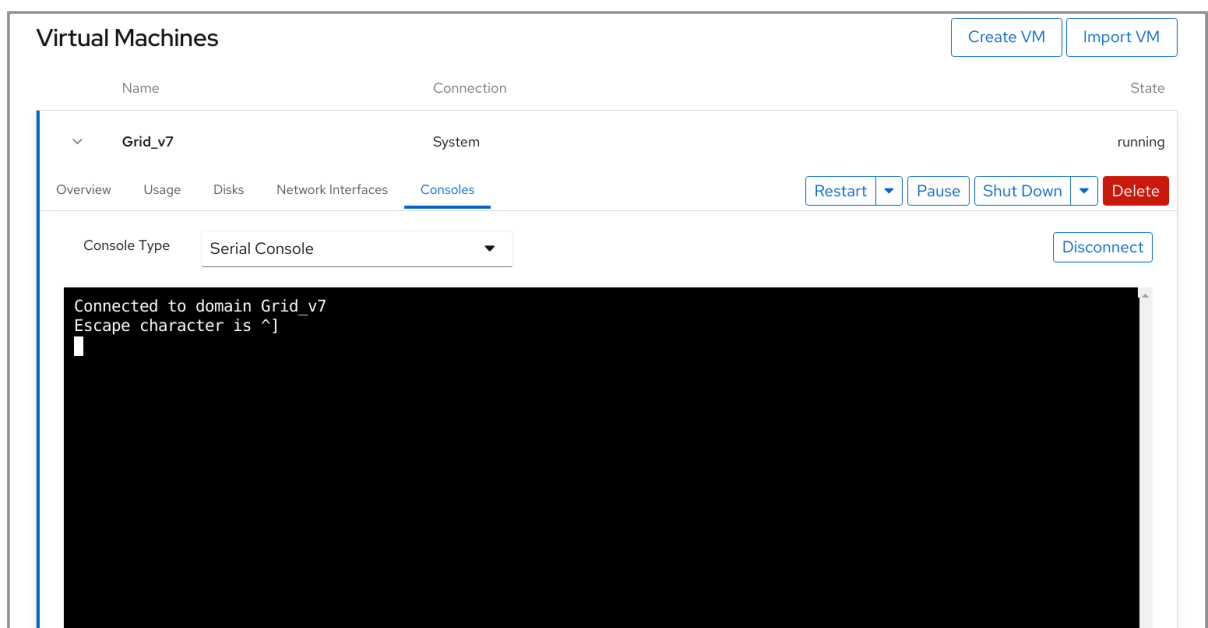 Virtual Machines
Create VM
Import VM
Name
Connection
State
Grid_v7
System
running
Overview
Usage
Disks
Network Interfaces
Consoles
Restart
Pause
Shut Down
Delete
Console Type
Serial Console
Disconnect
Connected to domain Grid_v7
Escape character is ^]